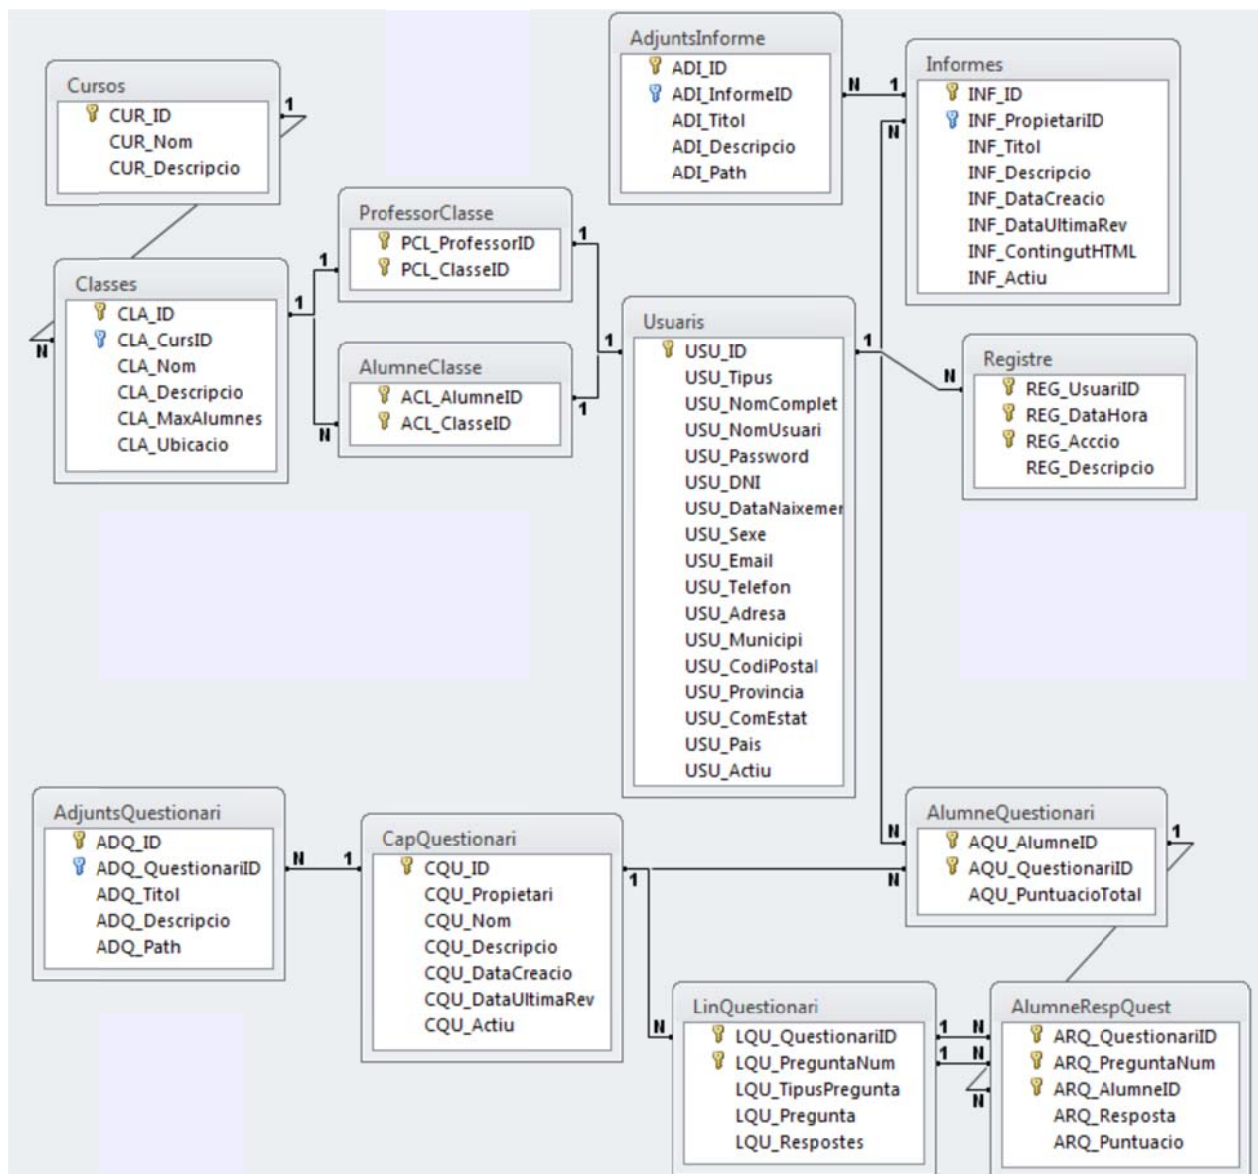 Cursos
CUR_ID
CUR_Nom
CUR_Descripcio
1
AdjuntsInforme
ADI_ID
ADI_InformeID
ADI_Titol
ADI_Descripcio
ADI_Path
N
1
Informes
INF_ID
INF_PropietariID
INF_Titol
INF_Descripcio
INF_DataCreacio
INF_DataUltimaRev
INF_ContingutHTML
INF_Actiu
N
ProfessorClasse
PCL_ProfessorID
PCL_ClasseID
1
1
Classes
CLA_ID
CLA_CursID
CLA_Nom
CLA_Descripcio
CLA_MaxAlumnes
CLA_Ubicacio
N
1
AlumneClasse
ACL_AlumneID
ACL_ClasseID
N
1
Usuaris
USU_ID
USU_Tipus
USU_NomComplet
USU_NomUsuari
USU_Password
USU_DNI
USU_DataNaixemer
USU_Sexe
USU_Email
USU_Telefon
USU_Adresa
USU_Municipi
USU_CodiPostal
USU_Provincia
USU_ComEstat
USU_Pais
USU_Actiu
1
1
Registre
REG_UsuariID
REG_DataHora
REG_Acccio
REG_Descripcio
N
AdjuntsQuestionari
ADQ_ID
ADQ_QuestionariID
ADQ_Titol
ADQ_Descripcio
ADQ_Path
N
1
CapQuestionari
CQU_ID
CQU_Propietari
CQU_Nom
CQU_Descripcio
CQU_DataCreacio
CQU_DataUltimaRev
CQU_Actiu
1
AlumneQuestionari
AQU_AlumneID
AQU_QuestionariID
AQU_PuntuacioTotal
N
N
1
LinQuestionari
LQU_QuestionariID
LQU_PreguntaNum
LQU_TipusPregunta
LQU_Pregunta
LQU_Respostes
N
1 N
1 N
AlumneRespQuest
ARQ_QuestionariID
ARQ_PreguntaNum
ARQ_AlumneID
ARQ_Resposta
ARQ_Puntuacio
N